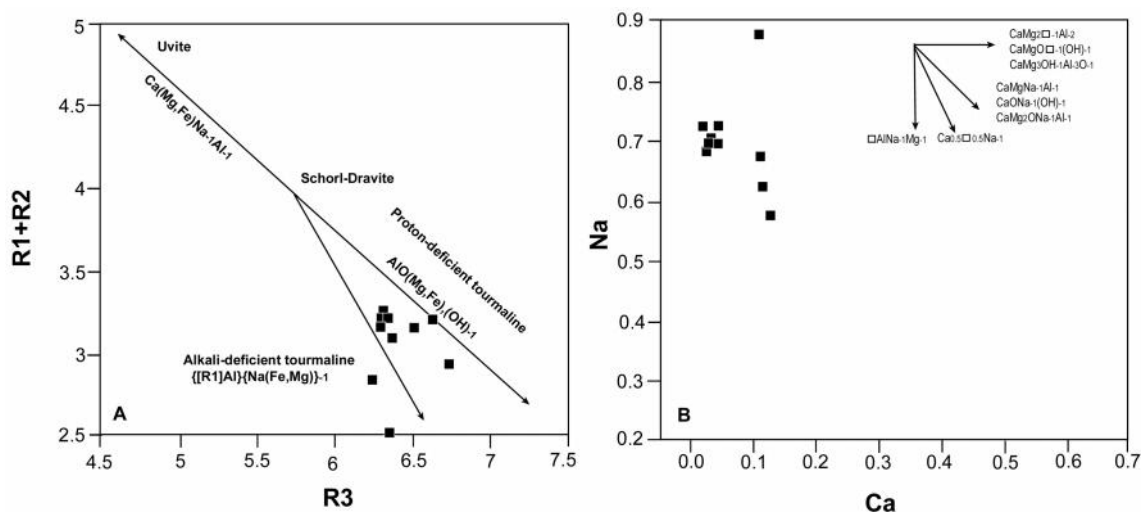 5
4.5
4
3.5
3
2.5
R1+R2
Uvite
Ca(Mg,Fe)Na-1Al-1
Schorl-Dravite
Proton-deficient tourmaline
AlO(Mg,Fe),(OH)-1
Alkali-deficient tourmaline
{[R1]Al}{Na(Fe,Mg)}-1
A
4.5 5 5.5 6 6.5 7 7.5
R3
0.9
0.8
0.7
0.6
0.5
0.4
0.3
0.2
Na
CaMg2□-1Al-2
CaMgO□-1(OH)-1
CaMg3OH-1Al-3O-1
CaMgNa-1Al-1
CaONa-1(OH)-1
CaMg2ONa-1Al-1
□AlNa-1Mg-1 Ca0.5□0.5Na-1
B
0.0 0.1 0.2 0.3 0.4 0.5 0.6 0.7
Ca